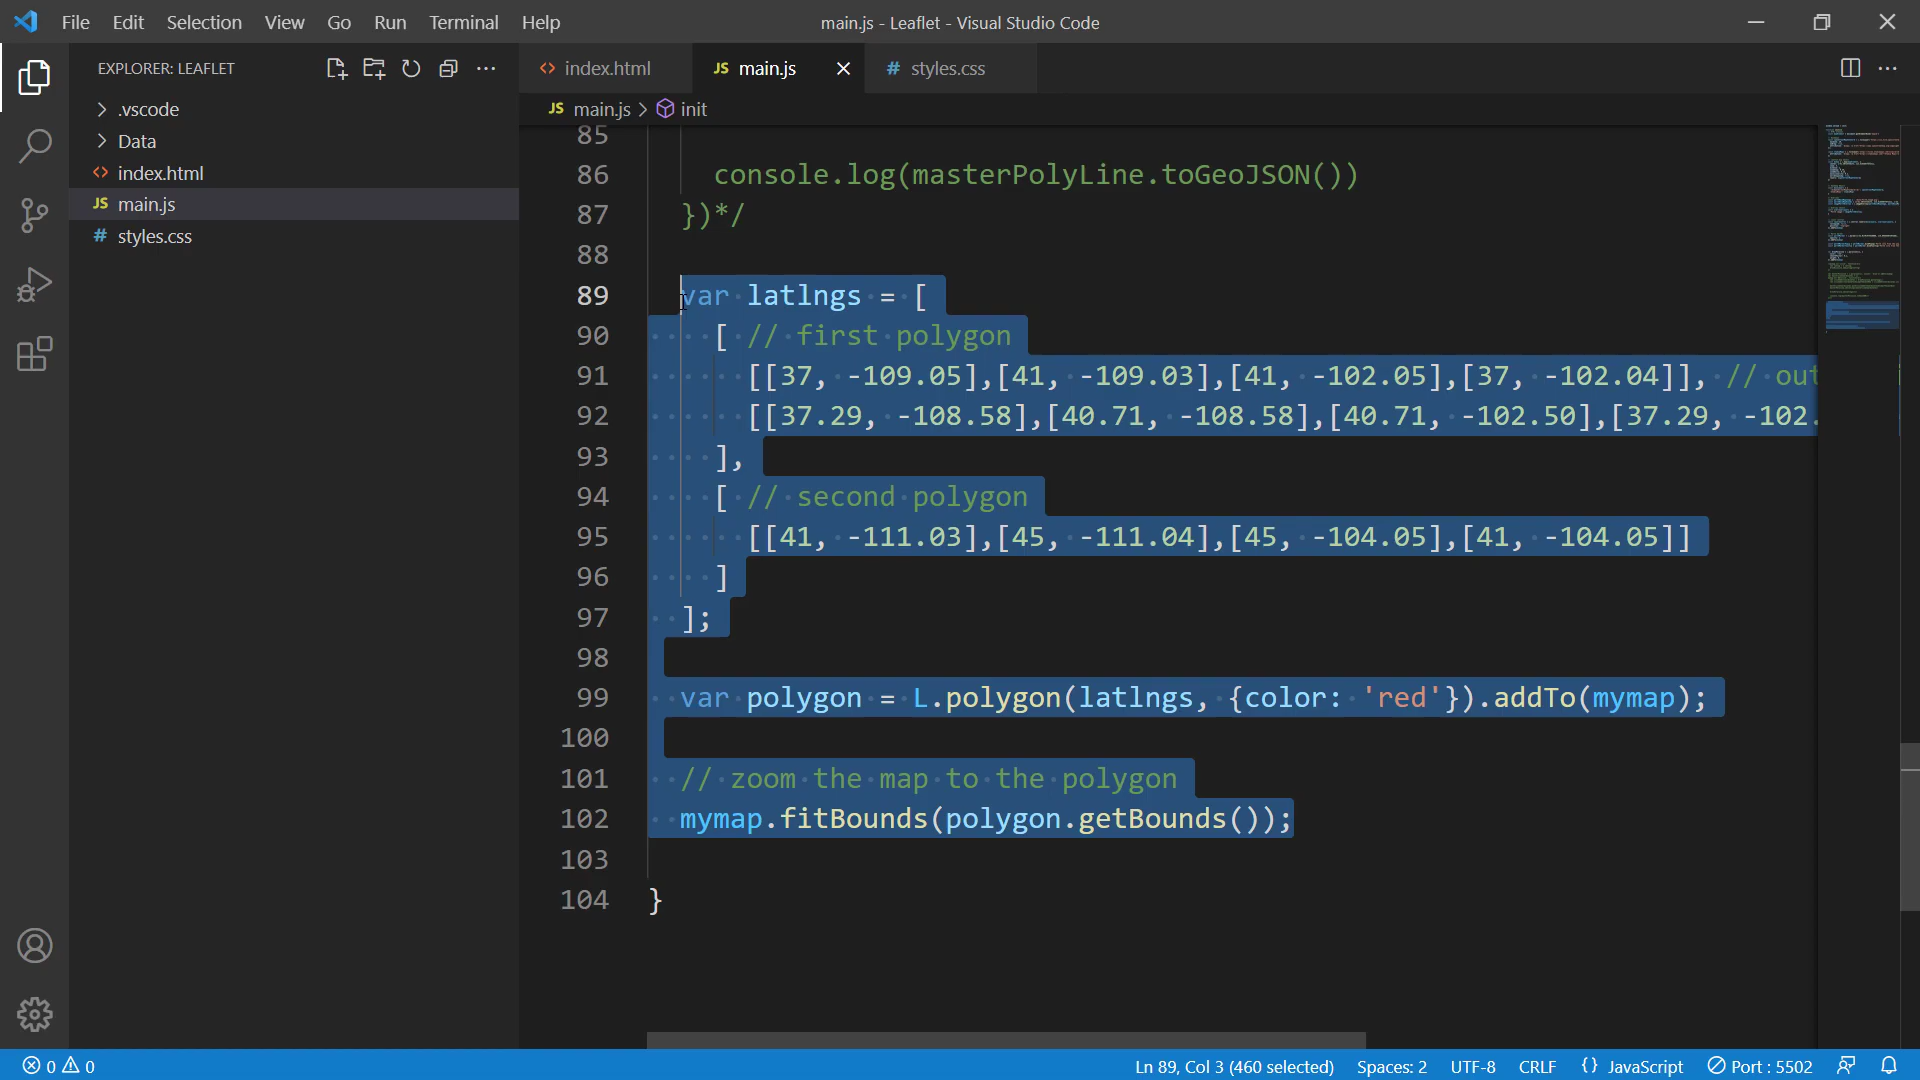 File Edit Selection View Go Run Terminal Help
main.js - Leaflet - Visual Studio Code
EXPLORER: LEAFLET
.vscode
Data
index.html
JS main.js
# styles.css
index.html
JS main.js
# styles.css
JS main.js > init
85
86 console.log(masterPolyLine.toGeoJSON())
87 })*/
88
89 var latlngs = [
90 [ // first polygon
91 [[37, -109.05],[41, -109.03],[41, -102.05],[37, -102.04]], // out
92 [[37.29, -108.58],[40.71, -108.58],[40.71, -102.50],[37.29, -102.
93 ],
94 [ // second polygon
95 [[41, -111.03],[45, -111.04],[45, -104.05],[41, -104.05]]
96 ]
97 ];
98
99 var polygon = L.polygon(latlngs, {color: 'red'}).addTo(mymap);
100
101 // zoom the map to the polygon
102 mymap.fitBounds(polygon.getBounds());
103
104 }
0 0 Ln 89, Col 3 (460 selected) Spaces: 2 UTF-8 CRLF {} JavaScript Port : 5502